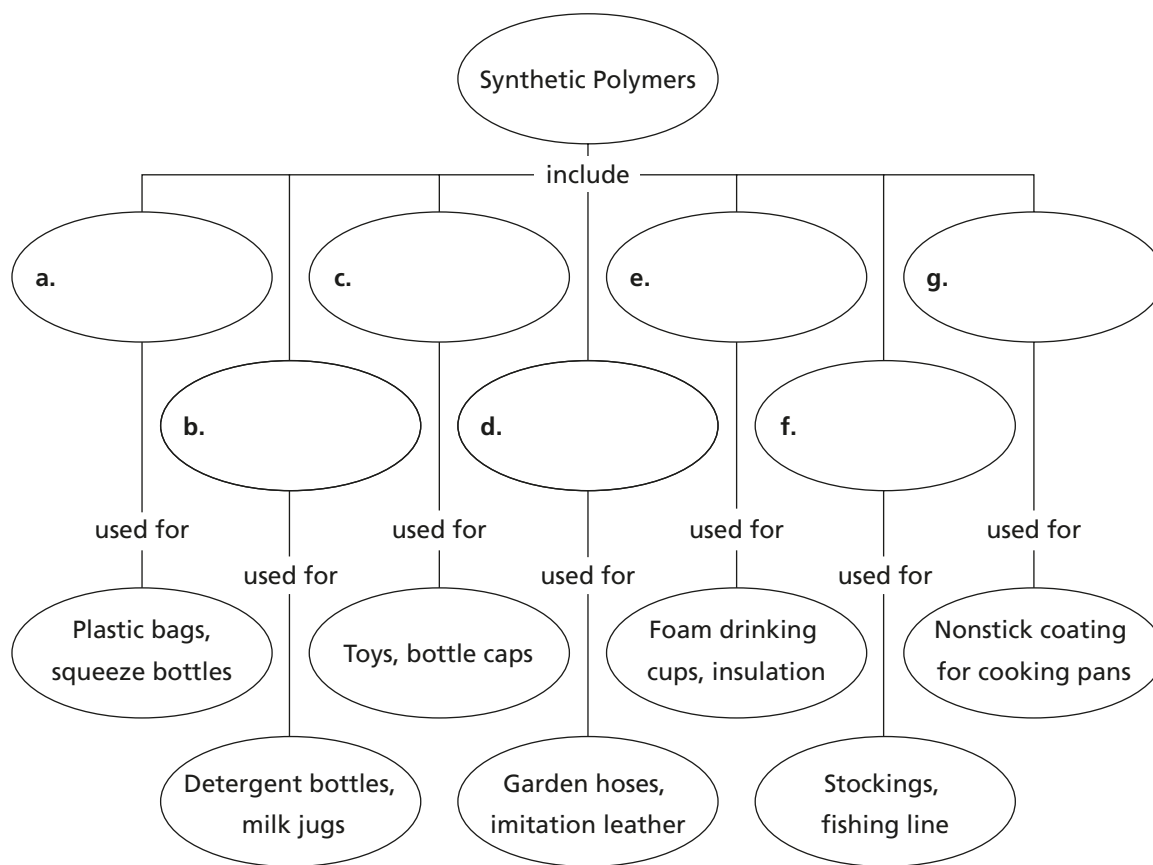 Synthetic Polymers
include
a.
c.
e.
g.
b.
d.
f.
used for
used for
used for
used for
used for
used for
used for
Plastic bags,
squeeze bottles
Toys, bottle caps
Foam drinking
cups, insulation
Nonstick coating
for cooking pans
Detergent bottles,
milk jugs
Garden hoses,
imitation leather
Stockings,
fishing line